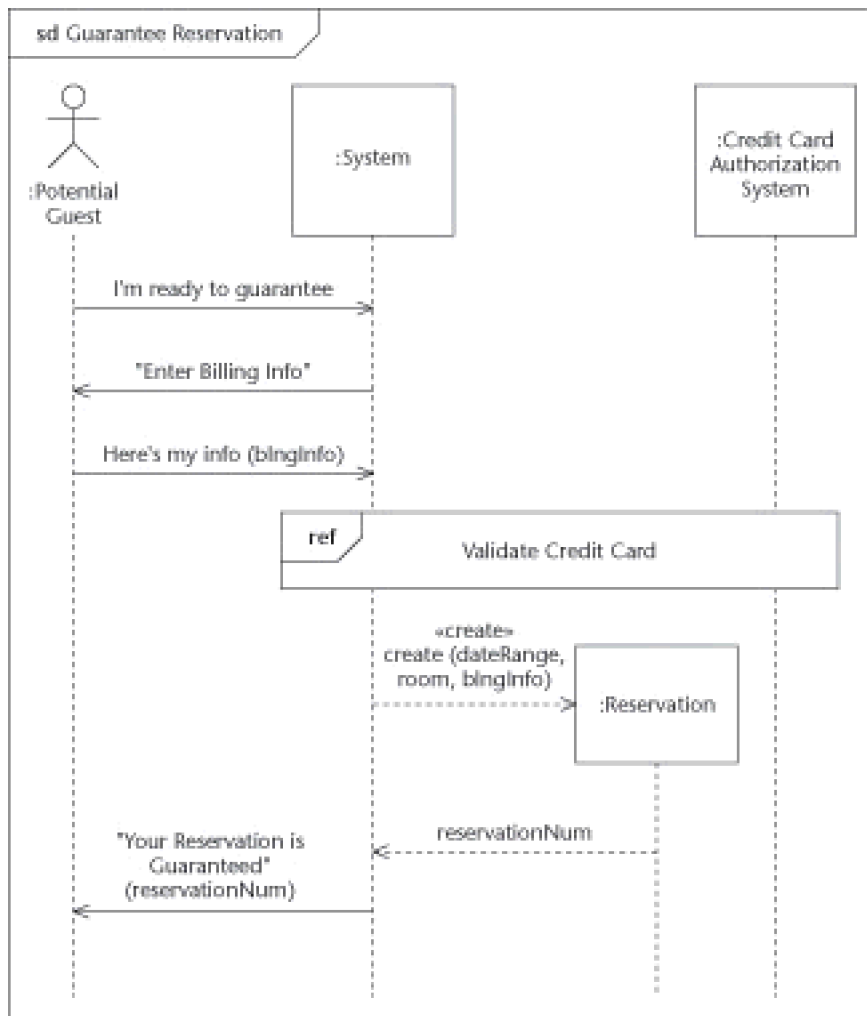 sd Guarantee Reservation
:System
:Credit Card
Authorization
System
:Potential
Guest
I'm ready to guarantee
"Enter Billing Info"
Here's my info (blngInfo)
ref
Validate Credit Card
«create»
create (dateRange,
room, blngInfo)
:Reservation
reservationNum
"Your Reservation is
Guaranteed"
(reservationNum)